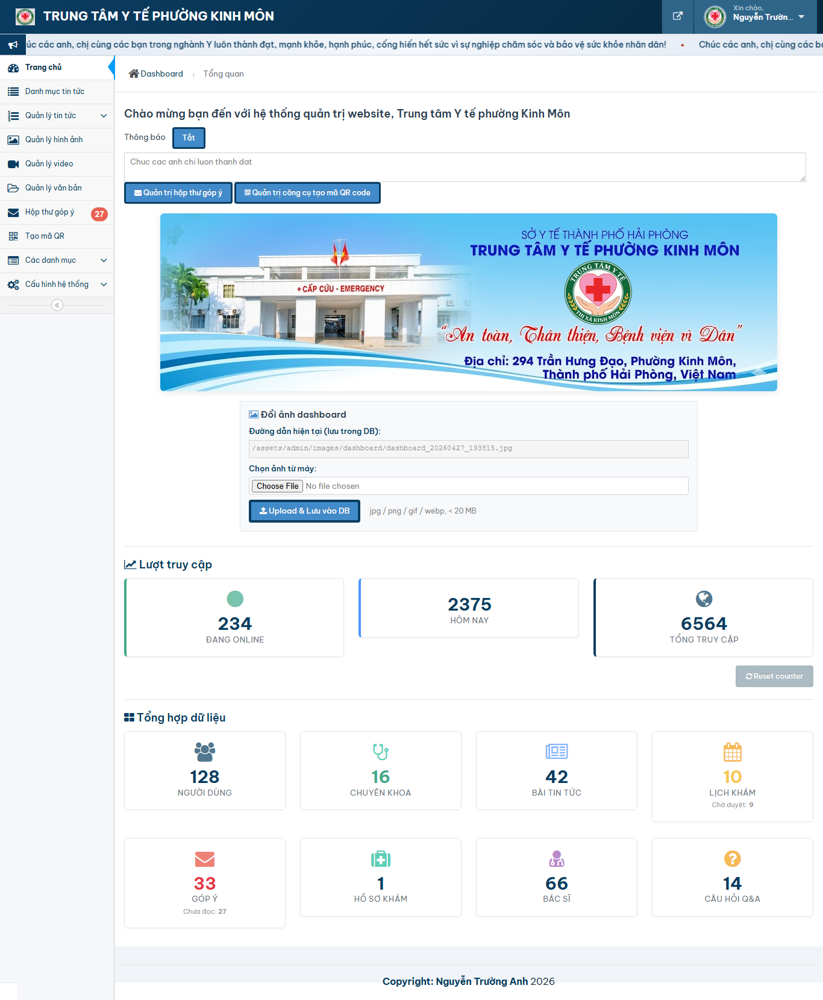 TRUNG TÂM Y TẾ PHƯỜNG KINH MÔN
Xin chào,
Nguyễn Trườn...
úc các anh, chị cùng các bạn trong nghành Y luôn thành đạt, mạnh khỏe, hạnh phúc, cống hiến hết sức vì sự nghiệp chăm sóc và bảo vệ sức khỏe nhân dân! • Chúc các anh, chị cùng các bạ
Trang chủ
Danh mục tin tức
Quản lý tin tức
Quản lý hình ảnh
Quản lý video
Quản lý văn bản
Hộp thư góp ý 27
Tạo mã QR
Các danh mục
Cấu hình hệ thống
Dashboard › Tổng quan
Chào mừng bạn đến với hệ thống quản trị website, Trung tâm Y tế phường Kinh Môn
Thông báo Tắt
Chuc cac anh chi luon thanh dat
Quản trị hộp thư góp ý Quản trị công cụ tạo mã QR code
SỞ Y TẾ THÀNH PHỐ HẢI PHÒNG
TRUNG TÂM Y TẾ PHƯỜNG KINH MÔN
TRUNG TÂM Y TẾ
THỊ XÃ KINH MÔN
+CẤP CỨU - EMERGENCY
“An toàn, Thân thiện, Bệnh viện vì Dân”
Địa chỉ: 294 Trần Hưng Đạo, Phường Kinh Môn,
Thành phố Hải Phòng, Việt Nam
Đổi ảnh dashboard
Đường dẫn hiện tại (lưu trong DB):
/assets/admin/images/dashboard/dashboard_20260427_193815.jpg
Chọn ảnh từ máy:
Choose File No file chosen
Upload & Lưu vào DB jpg / png / gif / webp, < 20 MB
Lượt truy cập
234
ĐANG ONLINE
2375
HÔM NAY
6564
TỔNG TRUY CẬP
Reset counter
Tổng hợp dữ liệu
128
NGƯỜI DÙNG
16
CHUYÊN KHOA
42
BÀI TIN TỨC
10
LỊCH KHÁM
Chờ duyệt: 9
33
GÓP Ý
Chưa đọc: 27
1
HỒ SƠ KHÁM
66
BÁC SĨ
14
CÂU HỎI Q&A
Copyright: Nguyễn Trường Anh 2026